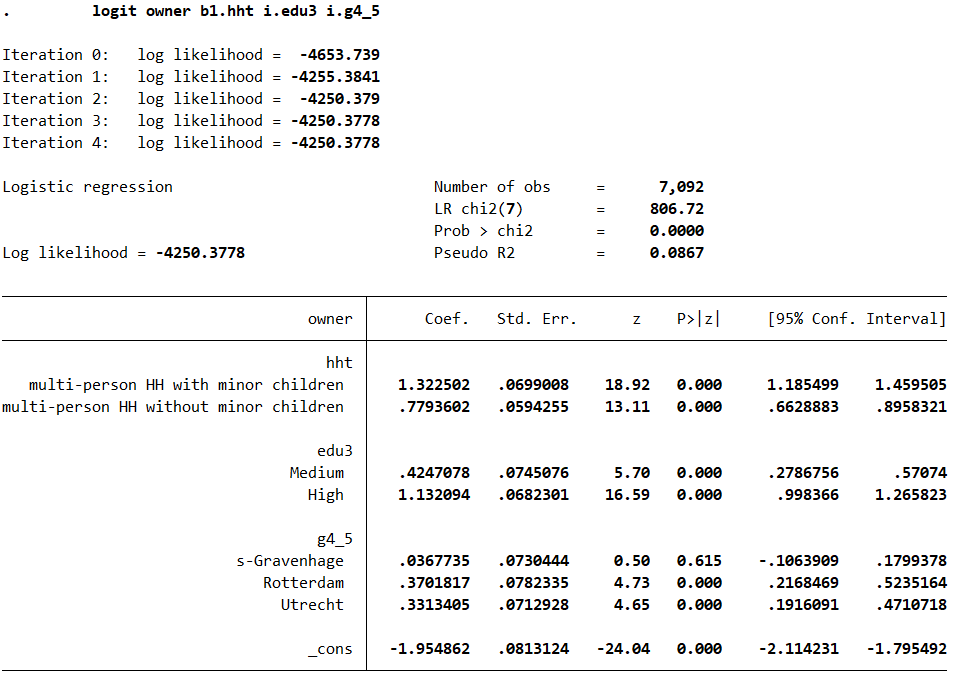 . logit owner b1.hht i.edu3 i.g4_5
Iteration 0: log likelihood = -4653.739
Iteration 1: log likelihood = -4255.3841
Iteration 2: log likelihood = -4250.379
Iteration 3: log likelihood = -4250.3778
Iteration 4: log likelihood = -4250.3778
Logistic regression Number of obs = 7,092
LR chi2(7) = 806.72
Prob > chi2 = 0.0000
Log likelihood = -4250.3778 Pseudo R2 = 0.0867
owner Coef. Std. Err. z P>|z| [95% Conf. Interval]
hht
multi-person HH with minor children 1.322502 .0699008 18.92 0.000 1.185499 1.459505
multi-person HH without minor children .7793602 .0594255 13.11 0.000 .6628883 .8958321
edu3
Medium .4247078 .0745076 5.70 0.000 .2786756 .57074
High 1.132094 .0682301 16.59 0.000 .998366 1.265823
g4_5
s-Gravenhage .0367735 .0730444 0.50 0.615 -.1063909 .1799378
Rotterdam .3701817 .0782335 4.73 0.000 .2168469 .5235164
Utrecht .3313405 .0712928 4.65 0.000 .1916091 .4710718
_cons -1.954862 .0813124 -24.04 0.000 -2.114231 -1.795492